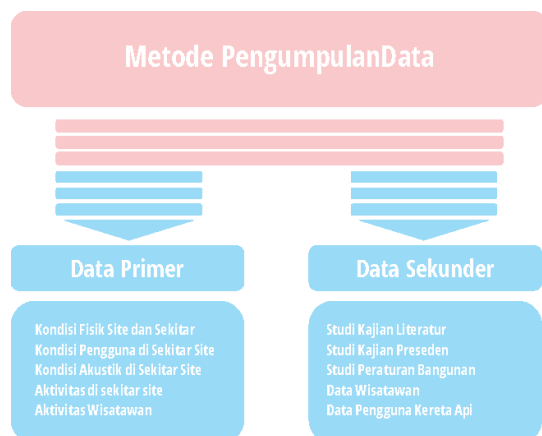 Metode PengumpulanData
Data Primer
Kondisi Fisik Site dan Sekitar
Kondisi Pengguna di Sekitar Site
Kondisi Akustik di Sekitar Site
Aktivitas di sekitar site
Aktivitas Wisatawan
Data Sekunder
Studi Kajian Literatur
Studi Kajian Preseden
Studi Peraturan Bangunan
Data Wisatawan
Data Pengguna Kereta Api